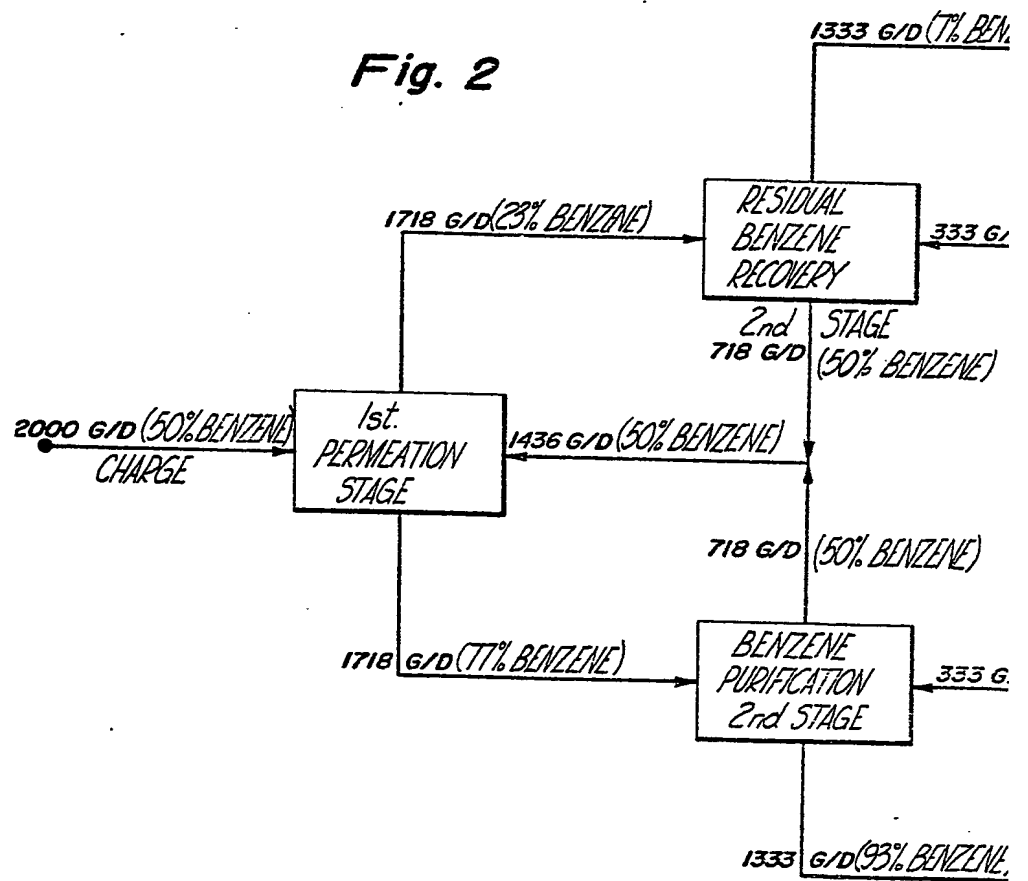 Fig. 2
1333 G/D (7% BEN
1718 G/D (23% BENZENE)
RESIDUAL
BENZENE
RECOVERY
333 G/
2nd STAGE
718 G/D (50% BENZENE)
2000 G/D (50% BENZENE)
CHARGE
1st.
PERMEATION
STAGE
1436 G/D (50% BENZENE)
718 G/D (50% BENZENE)
1718 G/D (77% BENZENE)
BENZENE
PURIFICATION
2nd STAGE
333 G
1333 G/D (93% BENZENE